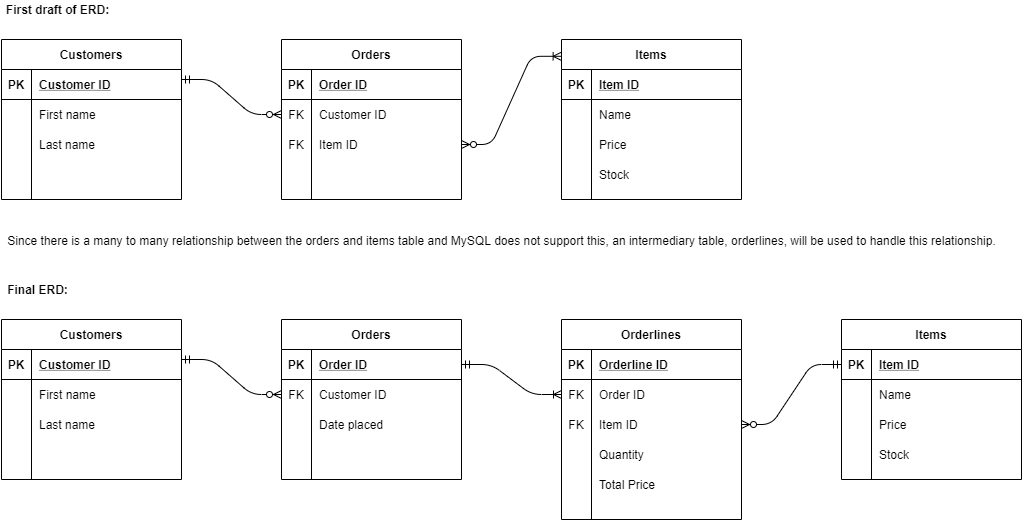 First draft of ERD:
Customers
PK Customer ID
First name
Last name
Orders
PK Order ID
FK Customer ID
FK Item ID
Items
PK Item ID
Name
Price
Stock
Since there is a many to many relationship between the orders and items table and MySQL does not support this, an intermediary table, orderlines, will be used to handle this relationship.
Final ERD:
Customers
PK Customer ID
First name
Last name
Orders
PK Order ID
FK Customer ID
Date placed
Orderlines
PK Orderline ID
FK Order ID
FK Item ID
Quantity
Total Price
Items
PK Item ID
Name
Price
Stock